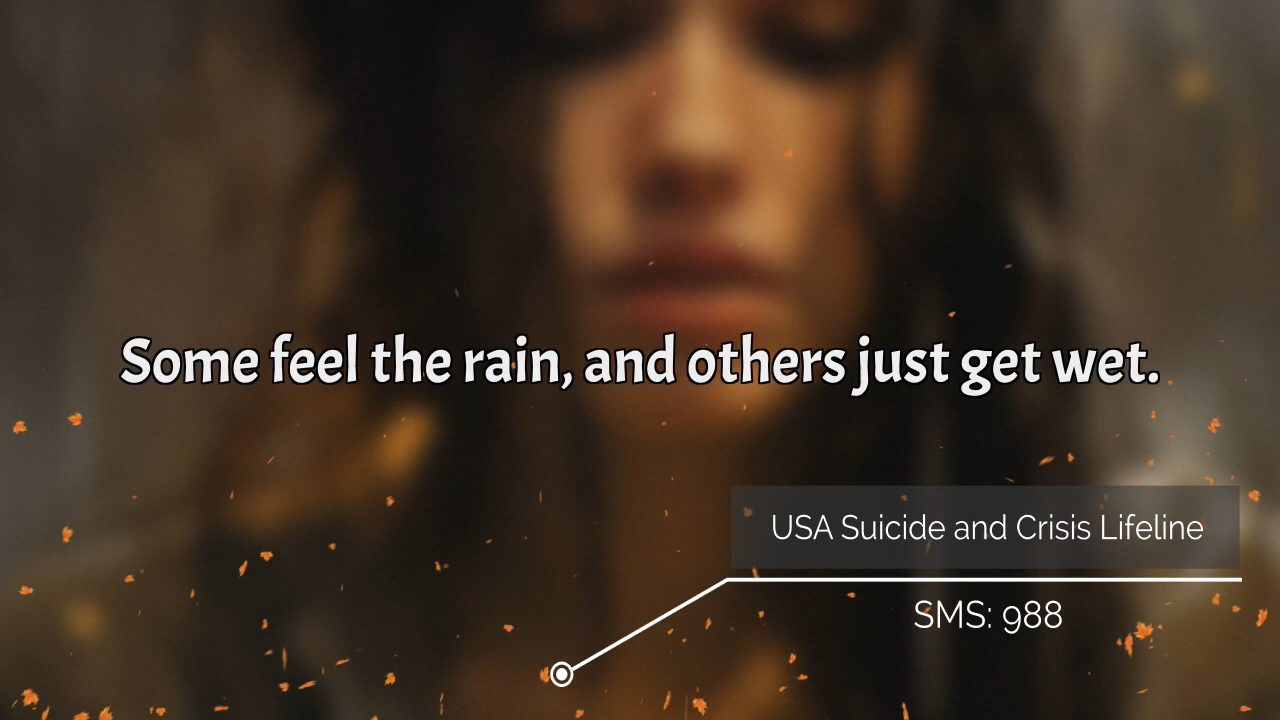 Some feel the rain, and others just get wet.
USA Suicide and Crisis Lifeline
SMS: 988